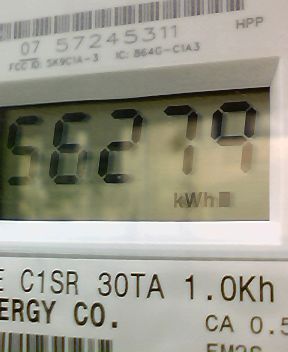 HPP
07 57245311
FCC ID: SK9C1A-3 IC: 864G-C1A3
56279
kWh
E C1SR 30TA 1.0Kh
ERGY CO.
CA 0.5